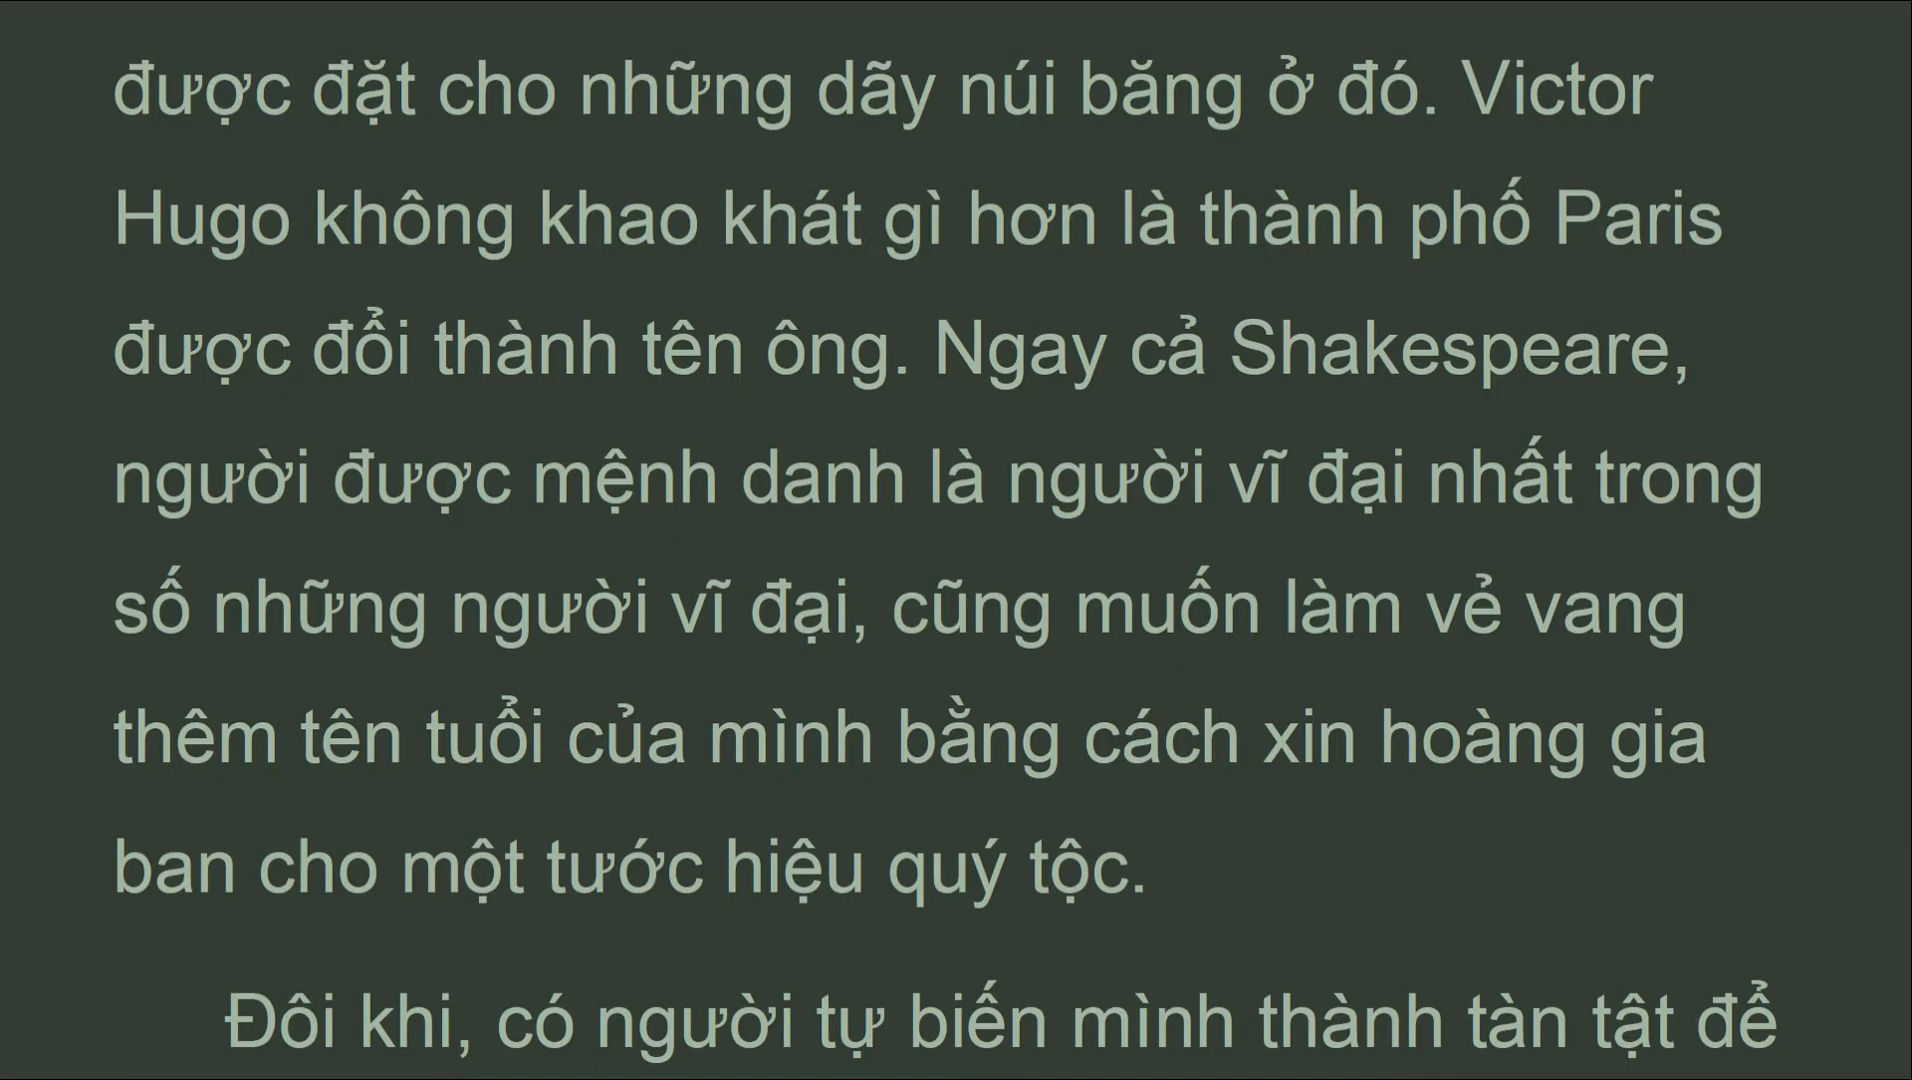 được đặt cho những dãy núi băng ở đó. Victor
Hugo không khao khát gì hơn là thành phố Paris
được đổi thành tên ông. Ngay cả Shakespeare,
người được mệnh danh là người vĩ đại nhất trong
số những người vĩ đại, cũng muốn làm vẻ vang
thêm tên tuổi của mình bằng cách xin hoàng gia
ban cho một tước hiệu quý tộc.
Đôi khi, có người tự biến mình thành tàn tật để